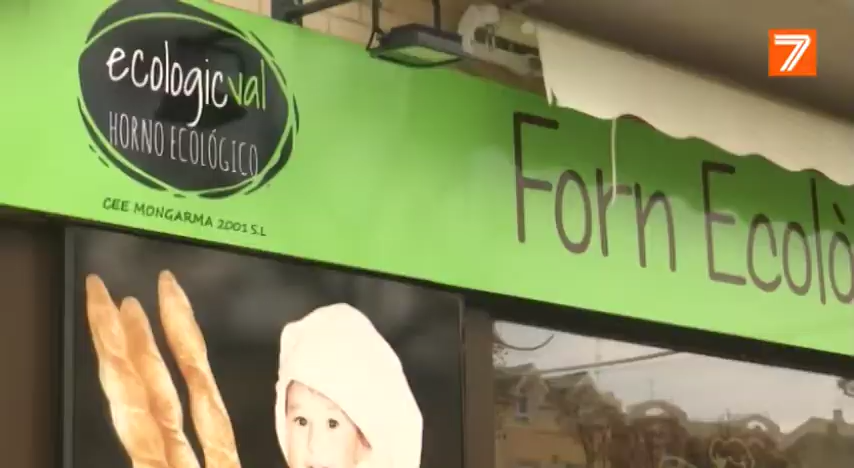 ecologicval
HORNO ECOLÓGICO
CEE MONGARMA 2001 S.L
Forn Ecolò
7